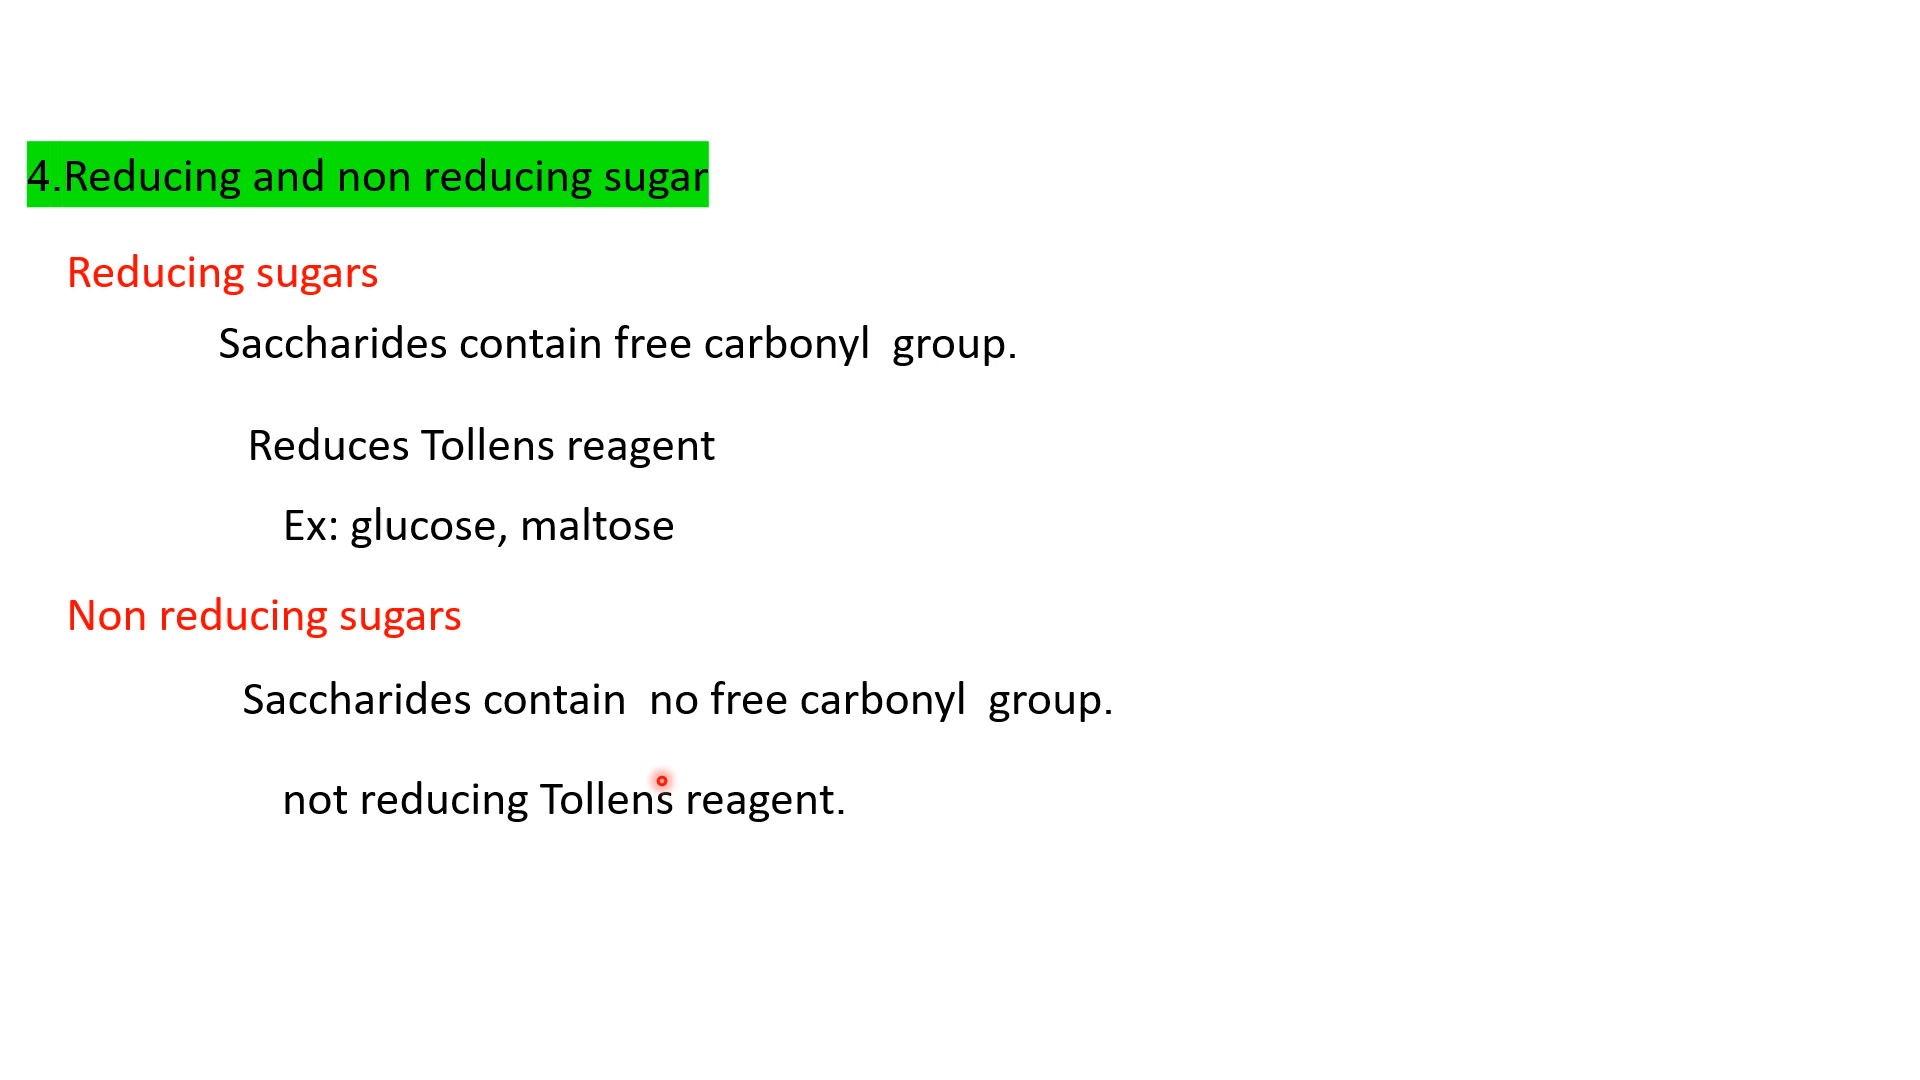 4.Reducing and non reducing sugar
Reducing sugars
Saccharides contain free carbonyl  group.
Reduces Tollens reagent
Ex: glucose, maltose
Non reducing sugars
Saccharides contain  no free carbonyl  group.
not reducing Tollens reagent.